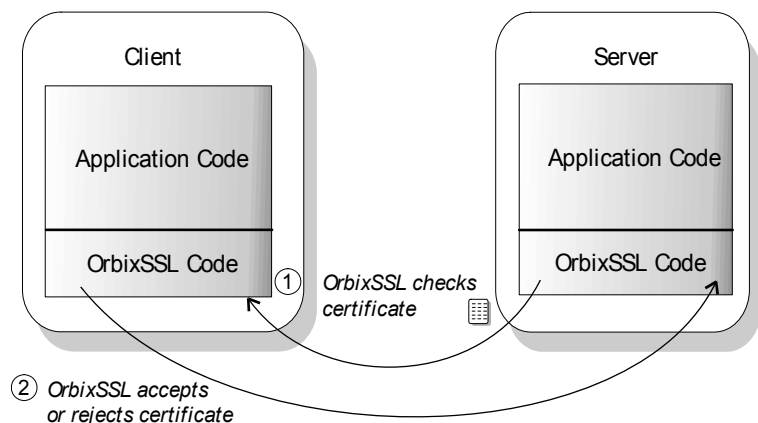 Client
Server
Application Code
Application Code
OrbixSSL Code
OrbixSSL Code
1
OrbixSSL checks
certificate
2 OrbixSSL accepts
or rejects certificate